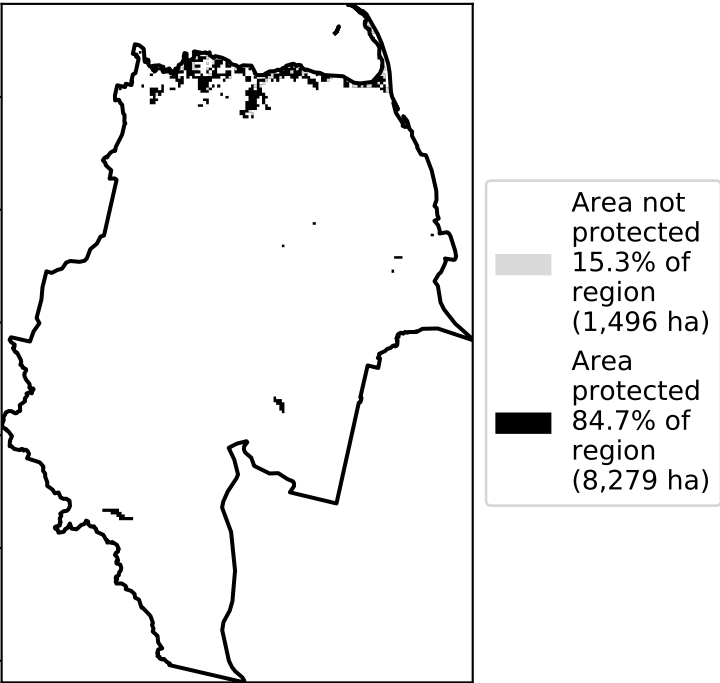 Area not
protected
15.3% of
region
(1,496 ha)
Area
protected
84.7% of
region
(8,279 ha)